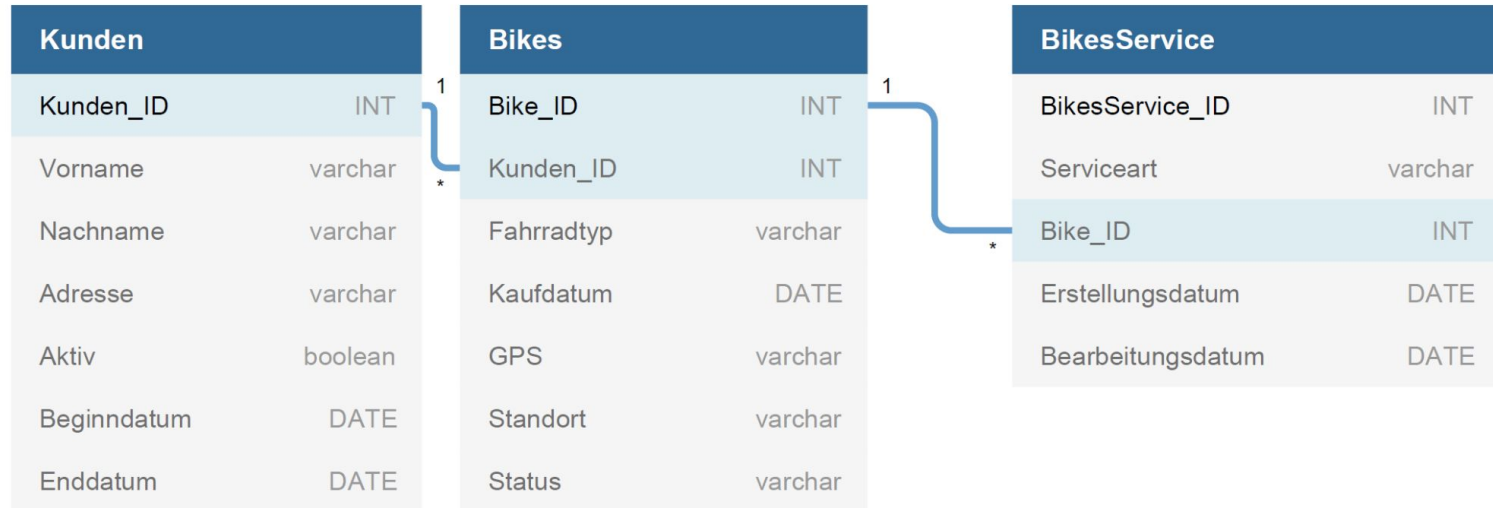 Kunden
Kunden_ID INT
Vorname varchar
Nachname varchar
Adresse varchar
Aktiv boolean
Beginndatum DATE
Enddatum DATE
1
*
Bikes
Bike_ID INT
Kunden_ID INT
Fahrradtyp varchar
Kaufdatum DATE
GPS varchar
Standort varchar
Status varchar
1
*
BikesService
BikesService_ID INT
Serviceart varchar
Bike_ID INT
Erstellungsdatum DATE
Bearbeitungsdatum DATE